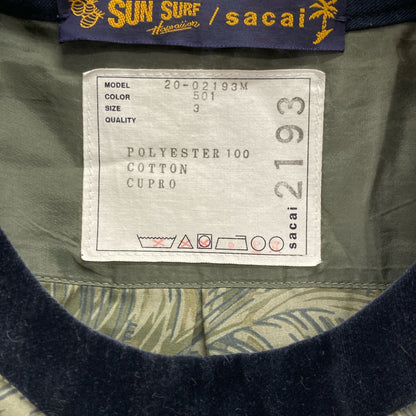 SUN SURF / sacai
Hawaiian
MODEL 20-02193M
COLOR 501
SIZE 3
QUALITY
POLYESTER 100
COTTON
CUPRO
sacai 2193